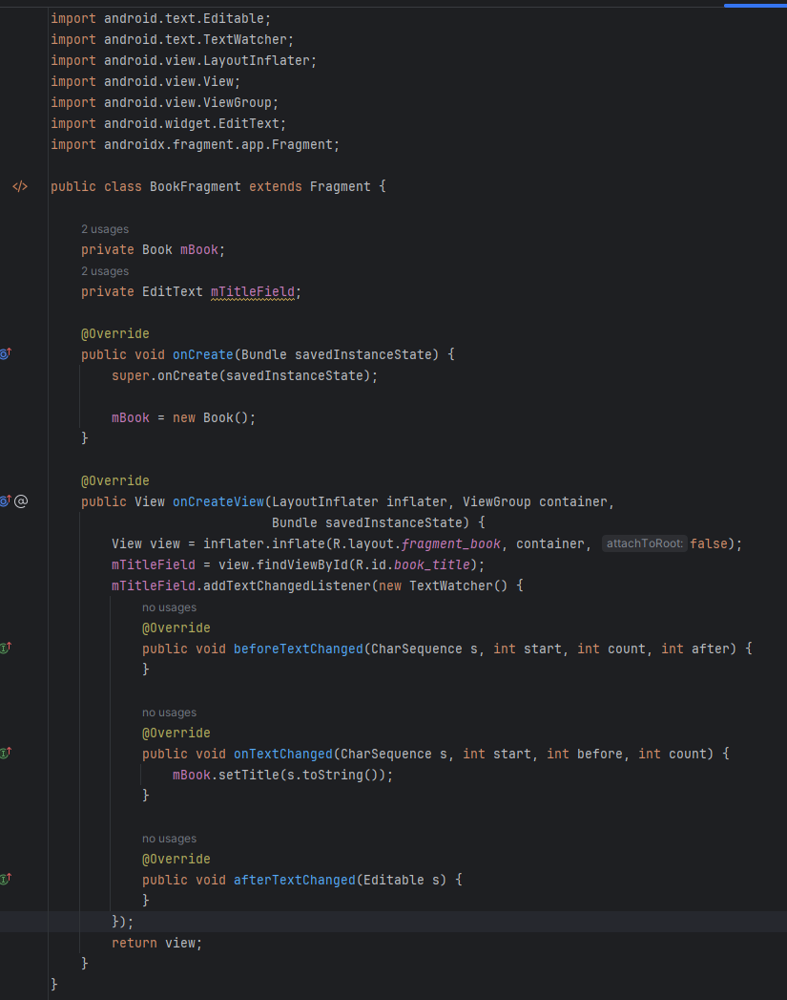 import android.text.Editable;
import android.text.TextWatcher;
import android.view.LayoutInflater;
import android.view.View;
import android.view.ViewGroup;
import android.widget.EditText;
import androidx.fragment.app.Fragment;
public class BookFragment extends Fragment {
2 usages
private Book mBook;
2 usages
private EditText mTitleField;
@Override
public void onCreate(Bundle savedInstanceState) {
super.onCreate(savedInstanceState);
mBook = new Book();
}
@Override
public View onCreateView(LayoutInflater inflater, ViewGroup container,
Bundle savedInstanceState) {
View view = inflater.inflate(R.layout.fragment_book, container, attachToRoot: false);
mTitleField = view.findViewById(R.id.book_title);
mTitleField.addTextChangedListener(new TextWatcher() {
no usages
@Override
public void beforeTextChanged(CharSequence s, int start, int count, int after) {
}
no usages
@Override
public void onTextChanged(CharSequence s, int start, int before, int count) {
mBook.setTitle(s.toString());
}
no usages
@Override
public void afterTextChanged(Editable s) {
}
});
return view;
}
}